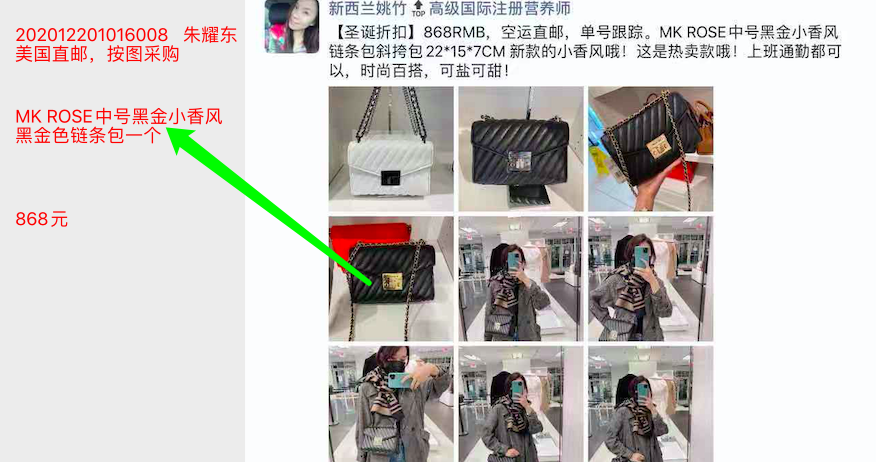 202012201016008 朱耀东
美国直邮，按图采购
MK ROSE中号黑金小香风
黑金色链条包一个
868元
新西兰姚竹 TOP 高级国际注册营养师
【圣诞折扣】868RMB，空运直邮，单号跟踪。MK ROSE中号黑金小香风
链条包斜挎包 22*15*7CM 新款的小香风哦！这是热卖款哦！上班通勤都可
以，时尚百搭，可盐可甜！